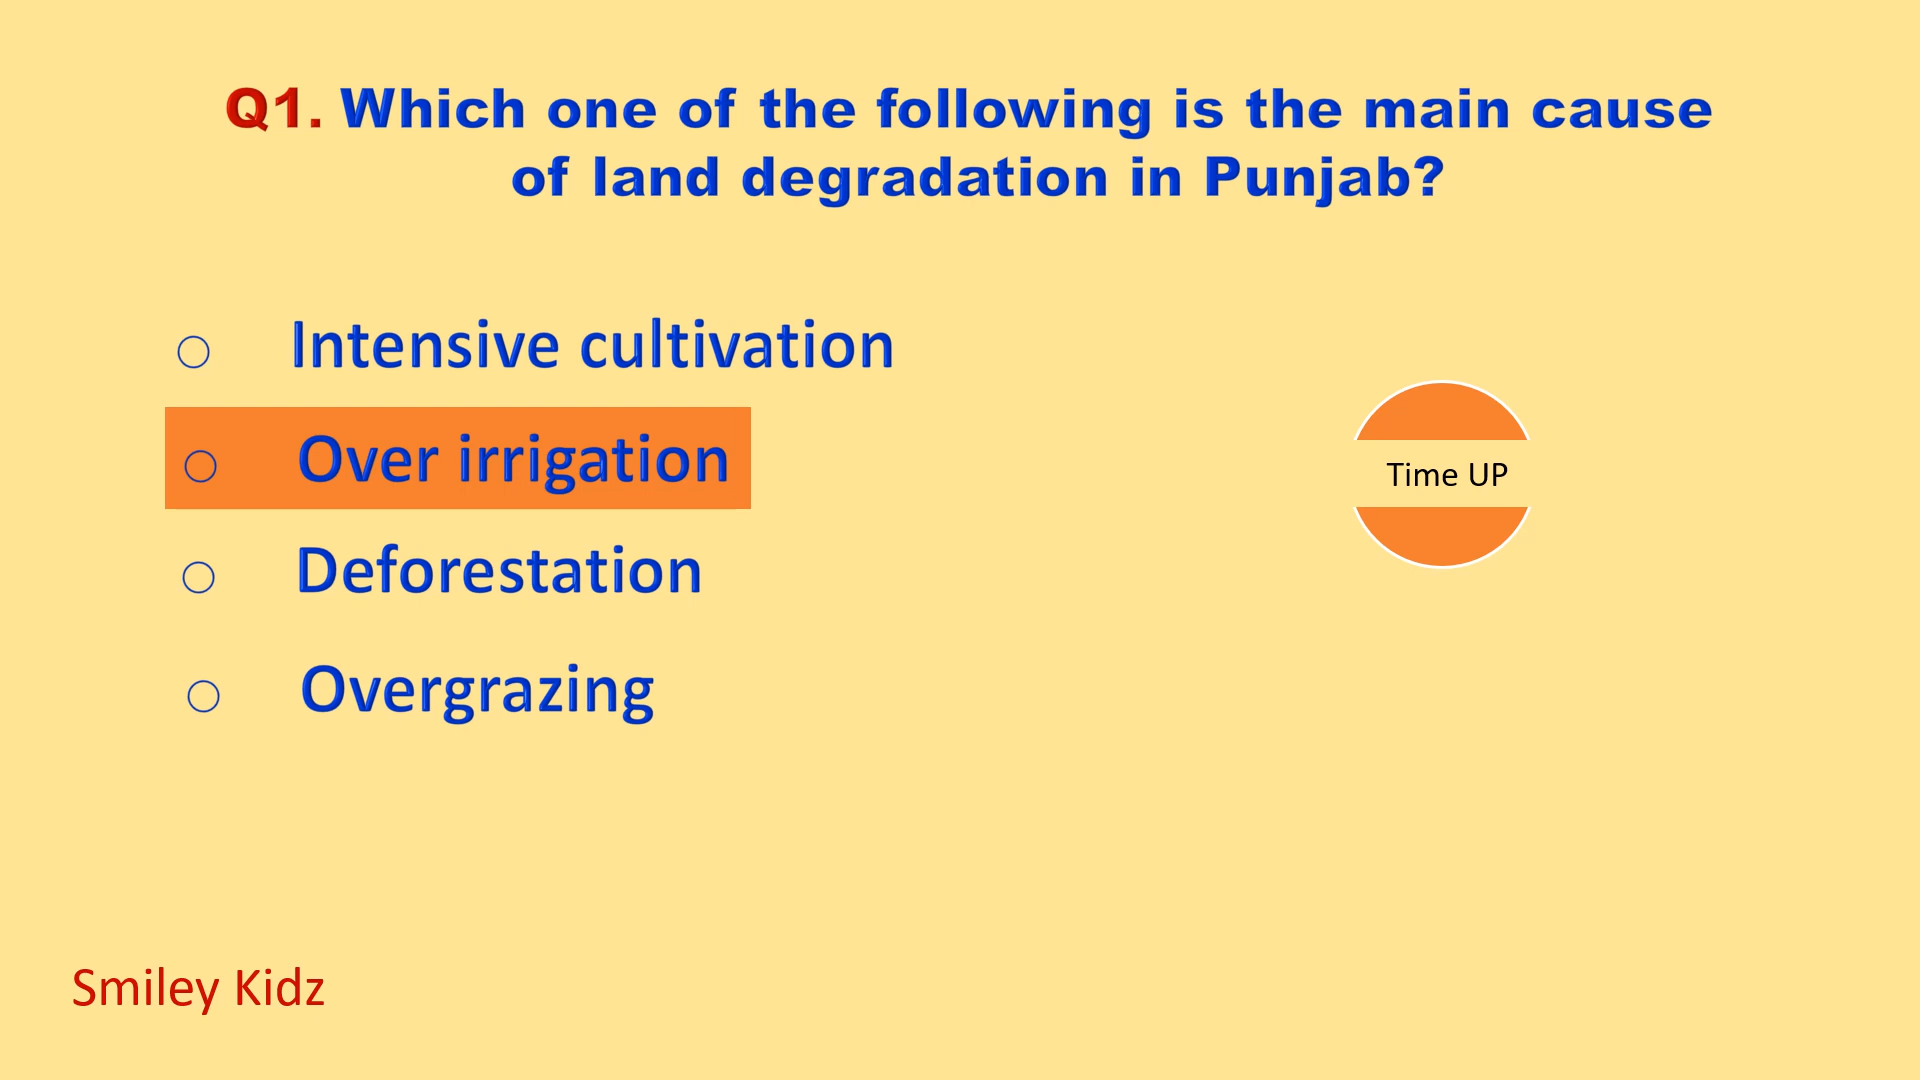 Q1. Which one of the following is the main cause
of land degradation in Punjab?
Intensive cultivation
Over irrigation
Time UP
Deforestation
Overgrazing
Smiley Kidz